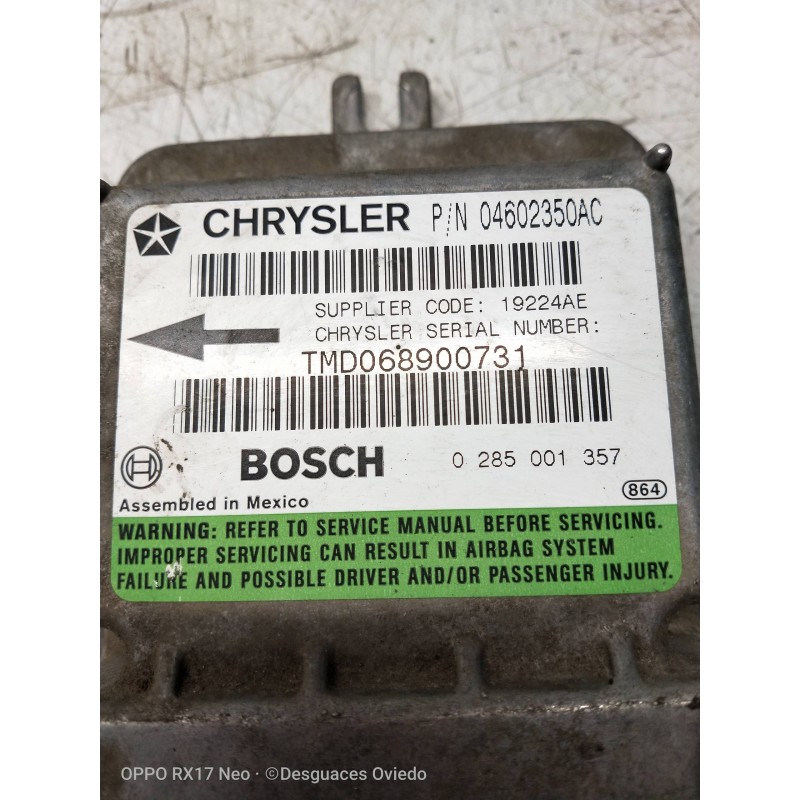 CHRYSLER P/N 04602350AC
SUPPLIER CODE: 19224AE
CHRYSLER SERIAL NUMBER:
TMD068900731
BOSCH 0 285 001 357
Assembled in Mexico 864
WARNING: REFER TO SERVICE MANUAL BEFORE SERVICING.
IMPROPER SERVICING CAN RESULT IN AIRBAG SYSTEM
FAILURE AND POSSIBLE DRIVER AND/OR PASSENGER INJURY.
OPPO RX17 Neo · ©Desguaces Oviedo